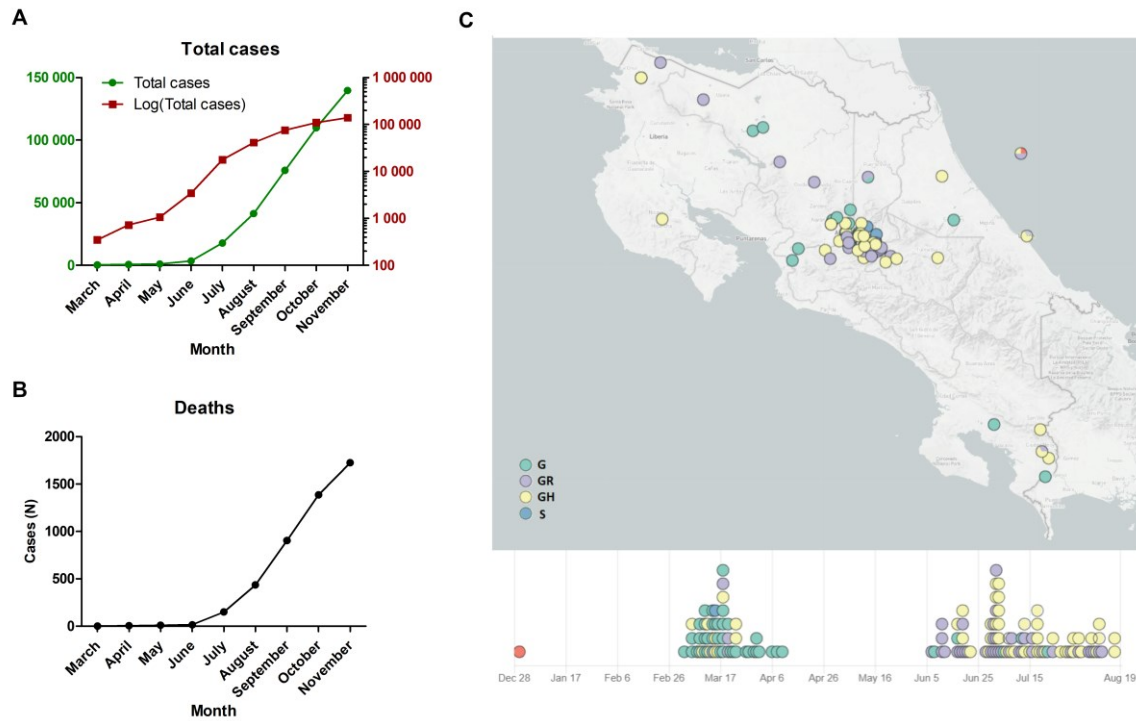 A
Total cases
150 000
100 000
50 000
0
Total cases
Log(Total cases)
1 000 000
100 000
10 000
1 000
100
March
April
May
June
July
August
September
October
November
Month
B
Deaths
Cases (N)
2000
1500
1000
500
0
March
April
May
June
July
August
September
October
November
Month
C
San Carlos
Liberia
Puntarenas
G
GR
GH
S
Dec 28
Jan 17
Feb 6
Feb 26
Mar 17
Apr 6
Apr 26
May 16
Jun 5
Jun 25
Jul 15
Aug 19